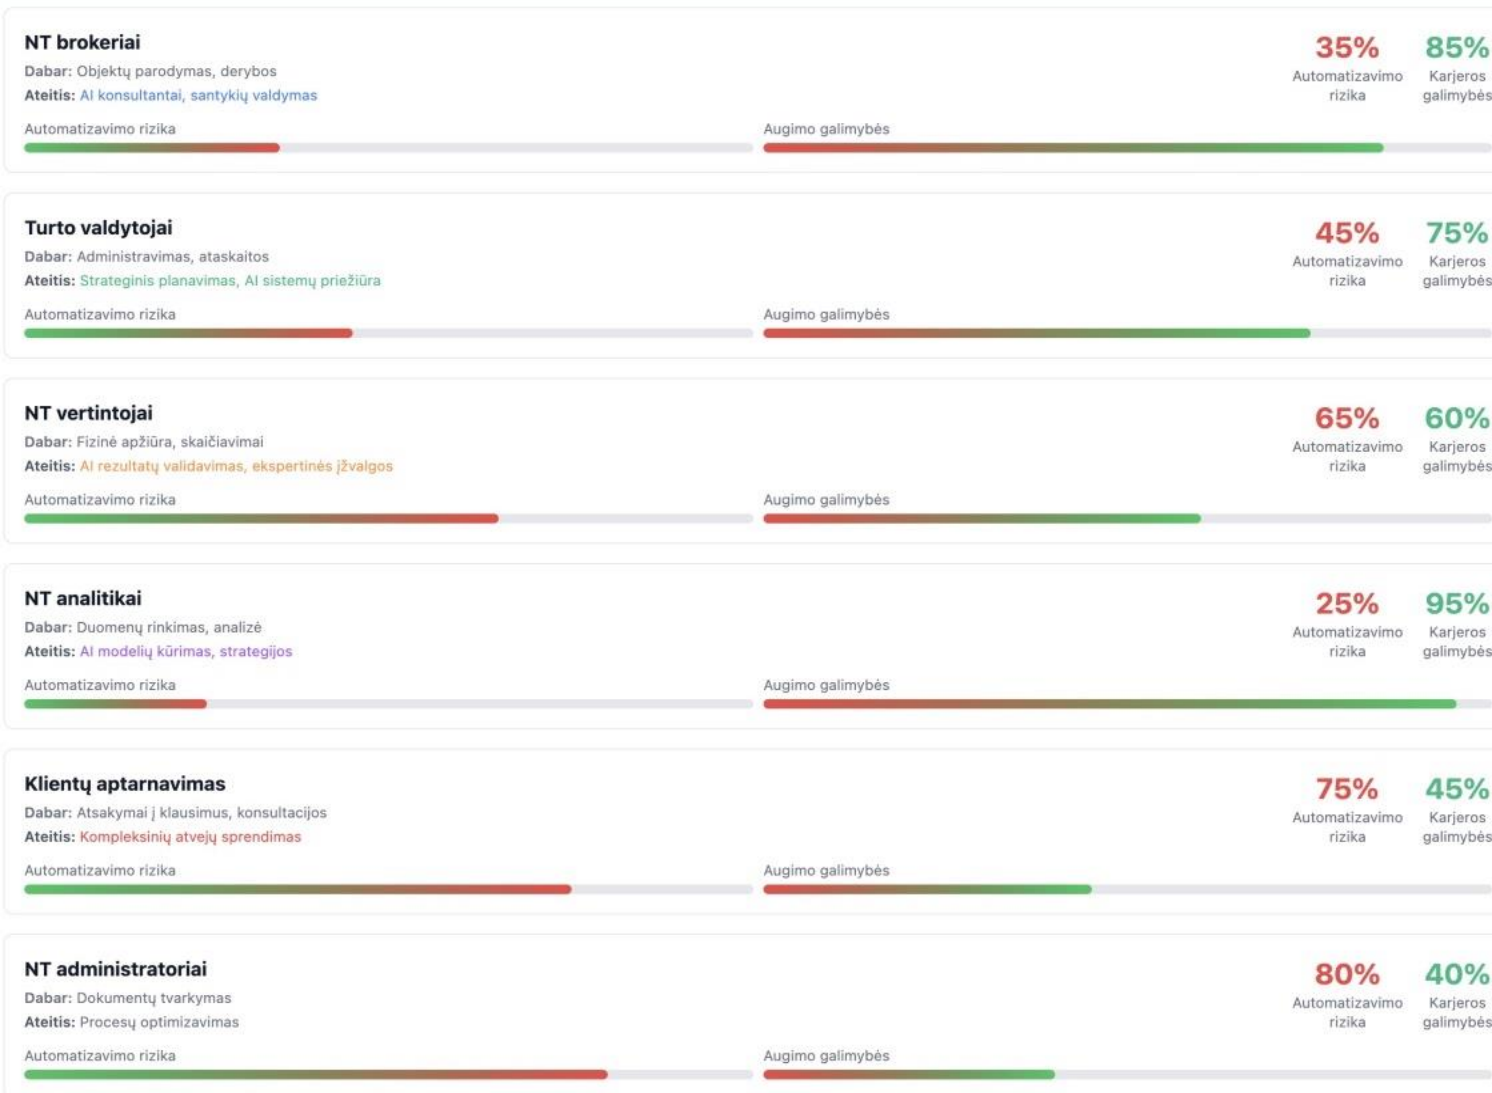 NT brokeriai
Dabar: Objektų parodymas, derybos
Ateitis: AI konsultantai, santykių valdymas
35%
Automatizavimo
rizika
85%
Karjeros
galimybės
Automatizavimo rizika
Augimo galimybės
Turto valdytojai
Dabar: Administravimas, ataskaitos
Ateitis: Strateginis planavimas, AI sistemų priežiūra
45%
Automatizavimo
rizika
75%
Karjeros
galimybės
Automatizavimo rizika
Augimo galimybės
NT vertintojai
Dabar: Fizinė apžiūra, skaičiavimai
Ateitis: AI rezultatų validavimas, ekspertinės įžvalgos
65%
Automatizavimo
rizika
60%
Karjeros
galimybės
Automatizavimo rizika
Augimo galimybės
NT analitikai
Dabar: Duomenų rinkimas, analizė
Ateitis: AI modelių kūrimas, strategijos
25%
Automatizavimo
rizika
95%
Karjeros
galimybės
Automatizavimo rizika
Augimo galimybės
Klientų aptarnavimas
Dabar: Atsakymai į klausimus, konsultacijos
Ateitis: Kompleksinių atvejų sprendimas
75%
Automatizavimo
rizika
45%
Karjeros
galimybės
Automatizavimo rizika
Augimo galimybės
NT administratoriai
Dabar: Dokumentų tvarkymas
Ateitis: Procesų optimizavimas
80%
Automatizavimo
rizika
40%
Karjeros
galimybės
Automatizavimo rizika
Augimo galimybės